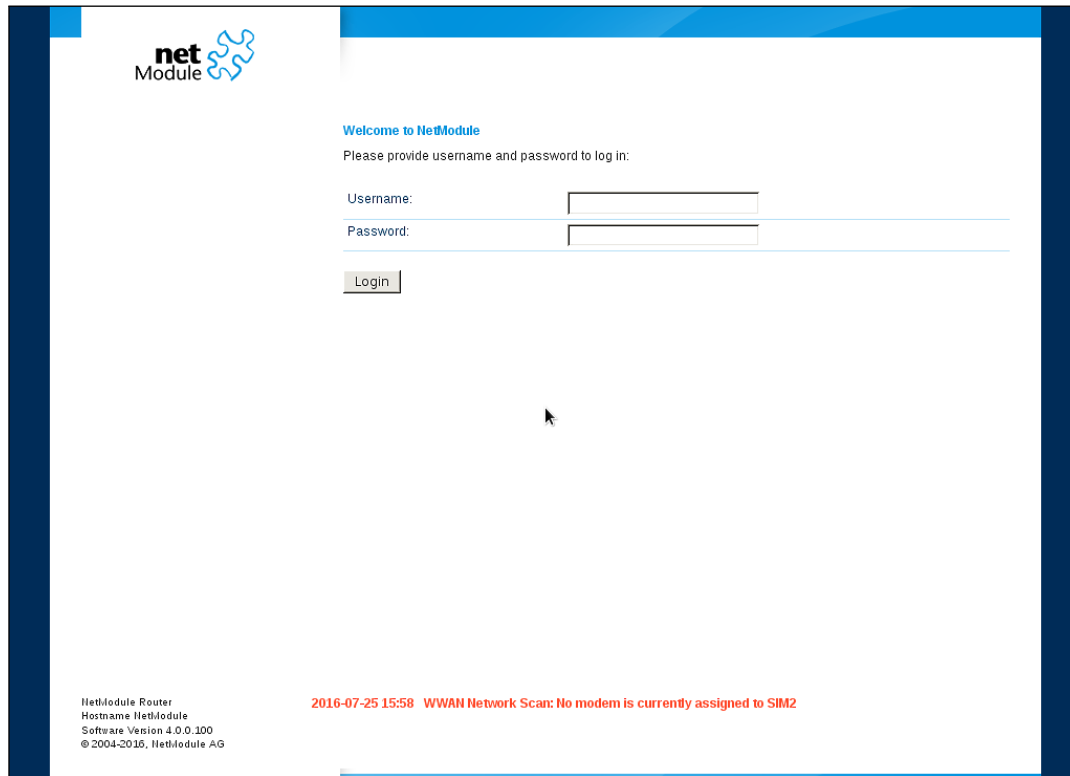 net
Module
Welcome to NetModule
Please provide username and password to log in:
Username:
Password:
Login
NetModule Router
Hostname NetModule
Software Version 4.0.0.100
© 2004-2016, NetModule AG
2016-07-25 15:58 WWAN Network Scan: No modem is currently assigned to SIM2